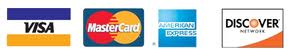 VISA
MasterCard
AMERICAN
EXPRESS
DISCOVER
NETWORK